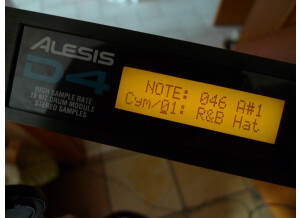 ALESIS
D4
HIGH SAMPLE RATE
16 BIT DRUM MODULE
STEREO SAMPLES
NOTE: 046 A#1
Cym/01: R&B Hat